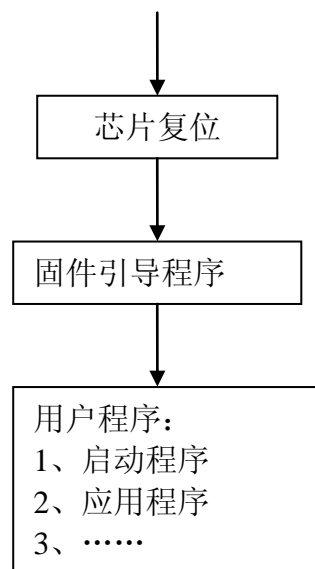 芯片复位
固件引导程序
用户程序：
1、启动程序
2、应用程序
3、……